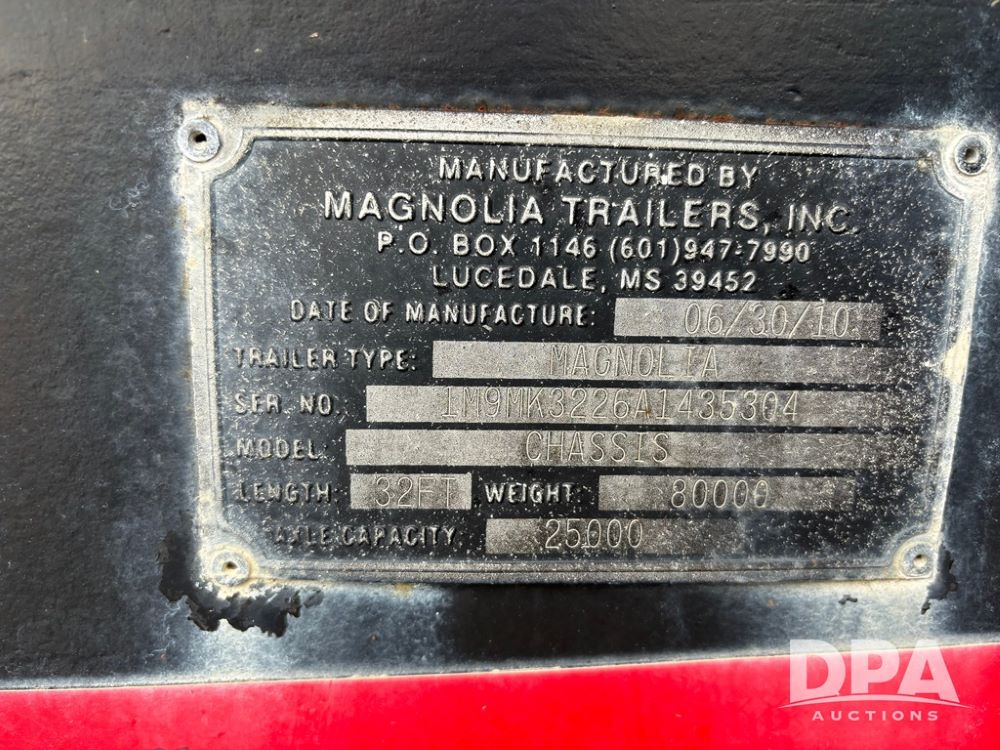 MANUFACTURED BY
MAGNOLIA TRAILERS, INC.
P.O. BOX 1146 (601)947-7990
LUCEDALE, MS 39452
DATE OF MANUFACTURE: 06/30/10
TRAILER TYPE: MAGNOLIA
SER. NO. 1M9MK3226A1435304
MODEL: CHASSIS
LENGTH: 32FT WEIGHT: 80000
AXLE CAPACITY: 25000
DPA
AUCTIONS